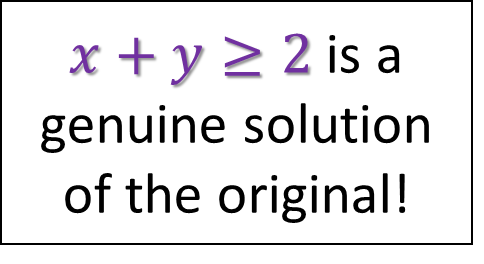 x + y ≥ 2 is a
genuine solution
of the original!